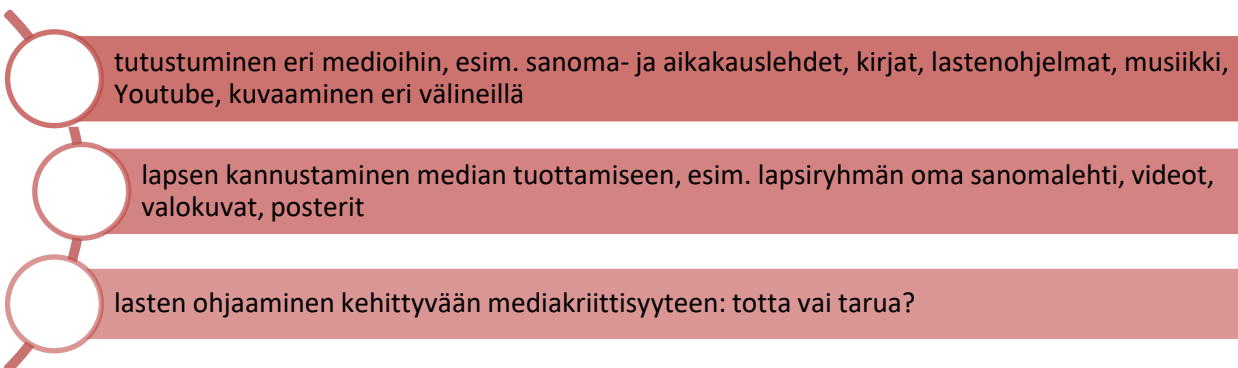 tutustuminen eri medioihin, esim. sanoma- ja aikakauslehdet, kirjat, lastenohjelmat, musiikki,
Youtube, kuvaaminen eri välineillä
lapsen kannustaminen median tuottamiseen, esim. lapsiryhmän oma sanomalehti, videot,
valokuvat, posterit
lasten ohjaaminen kehittyvään mediakriittisyyteen: totta vai tarua?